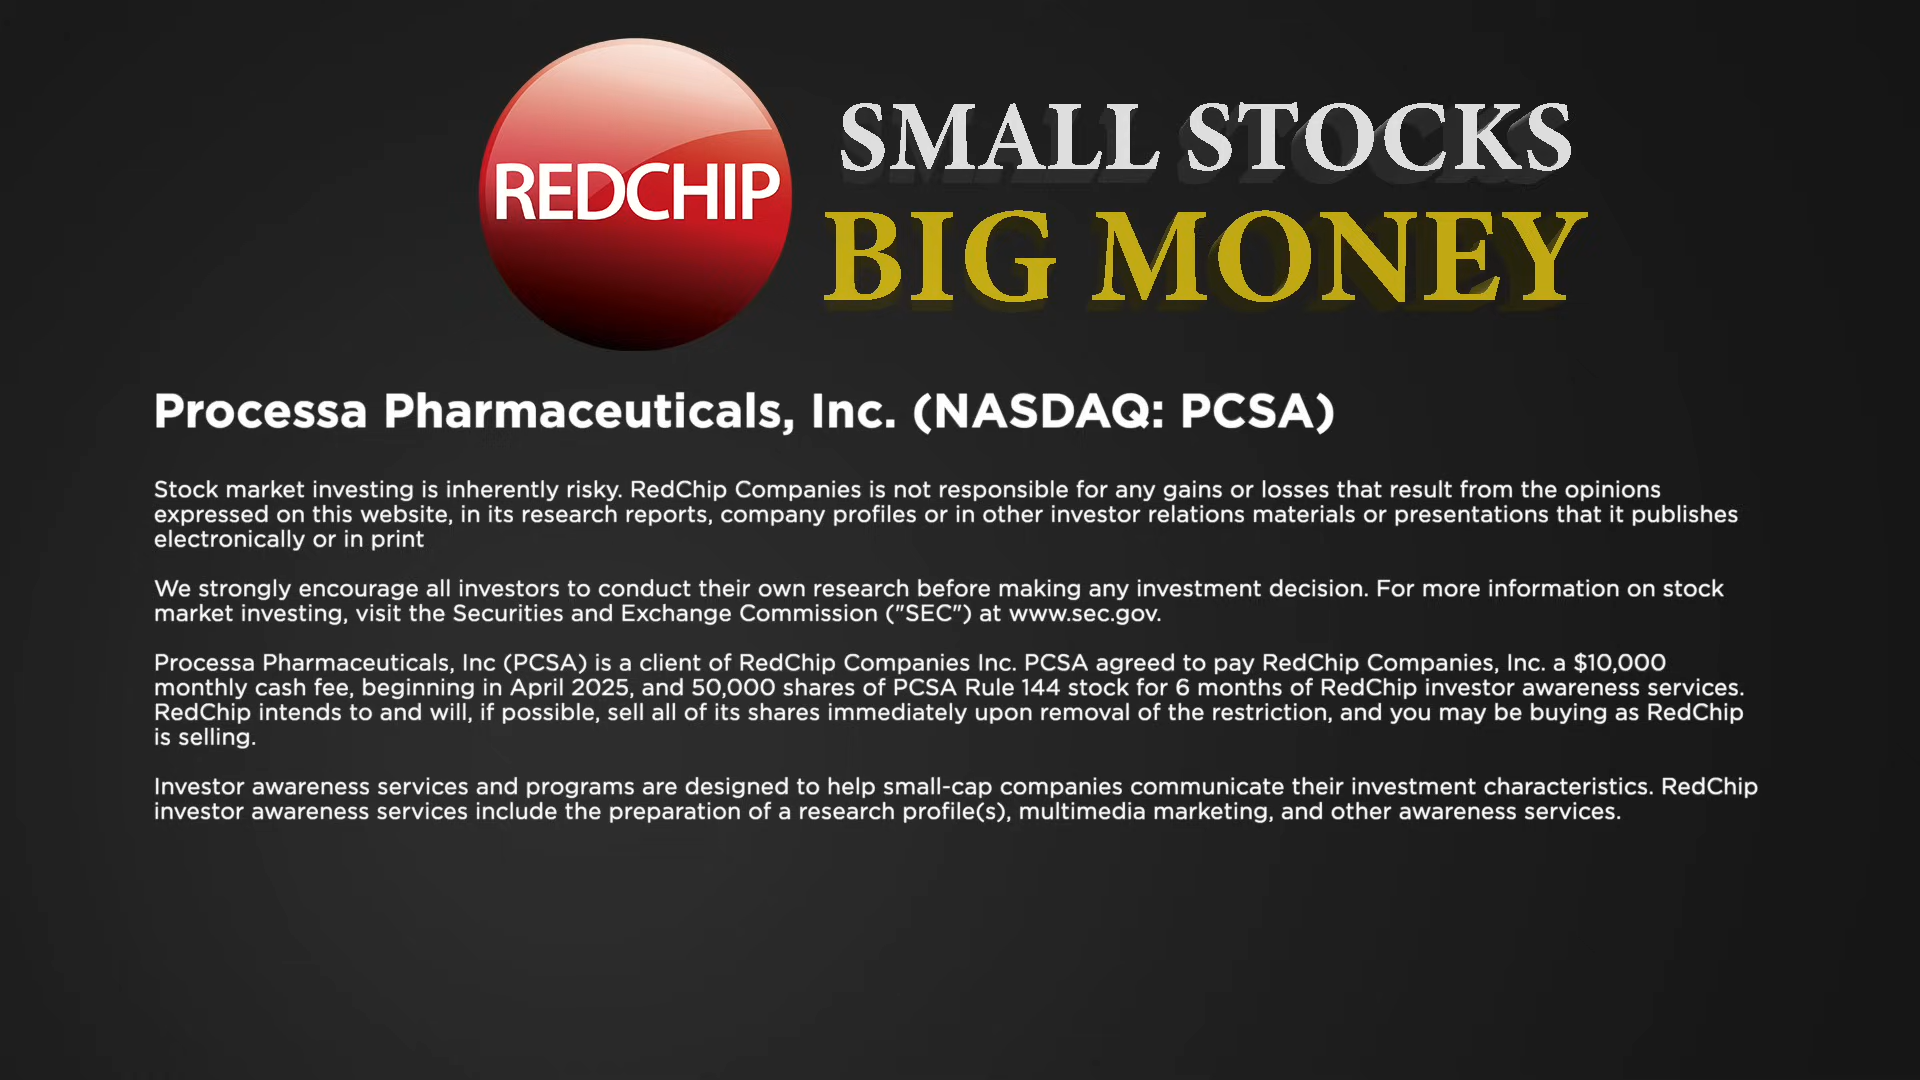 REDCHIP
SMALL STOCKS
BIG MONEY
Processa Pharmaceuticals, Inc. (NASDAQ: PCSA)
Stock market investing is inherently risky. RedChip Companies is not responsible for any gains or losses that result from the opinions
expressed on this website, in its research reports, company profiles or in other investor relations materials or presentations that it publishes
electronically or in print
We strongly encourage all investors to conduct their own research before making any investment decision. For more information on stock
market investing, visit the Securities and Exchange Commission ("SEC") at www.sec.gov.
Processa Pharmaceuticals, Inc (PCSA) is a client of RedChip Companies Inc. PCSA agreed to pay RedChip Companies, Inc. a $10,000
monthly cash fee, beginning in April 2025, and 50,000 shares of PCSA Rule 144 stock for 6 months of RedChip investor awareness services.
RedChip intends to and will, if possible, sell all of its shares immediately upon removal of the restriction, and you may be buying as RedChip
is selling.
Investor awareness services and programs are designed to help small-cap companies communicate their investment characteristics. RedChip
investor awareness services include the preparation of a research profile(s), multimedia marketing, and other awareness services.